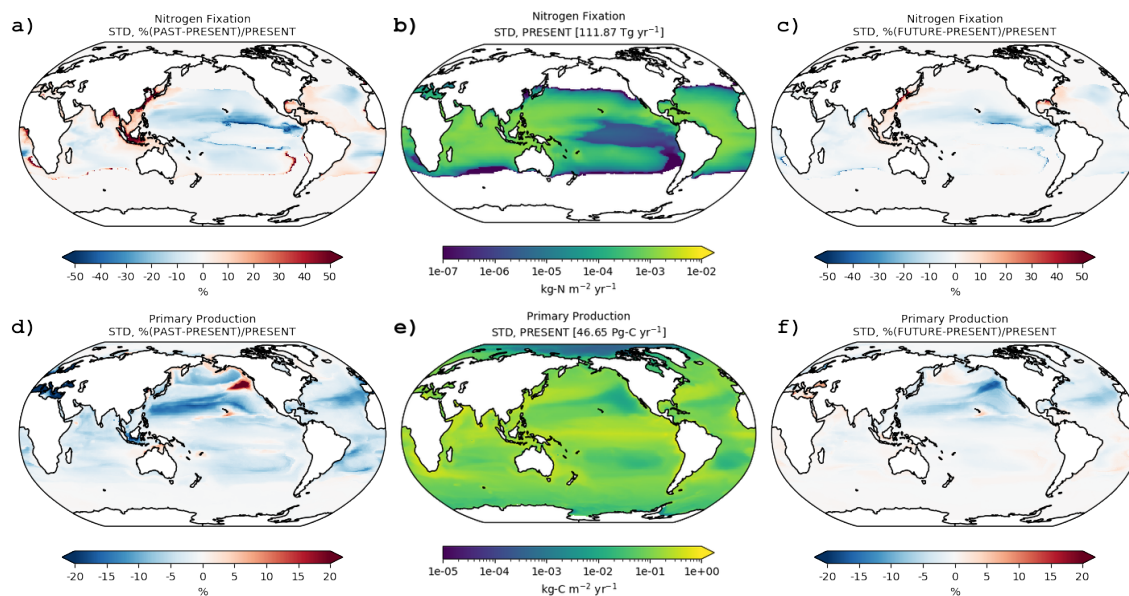 a)
Nitrogen Fixation
STD, %(PAST-PRESENT)/PRESENT
-50 -40 -30 -20 -10 0 10 20 30 40 50
%
b)
Nitrogen Fixation
STD, PRESENT [111.87 Tg yr⁻¹]
1e-07 1e-06 1e-05 1e-04 1e-03 1e-02
kg-N m⁻² yr⁻¹
c)
Nitrogen Fixation
STD, %(FUTURE-PRESENT)/PRESENT
-50 -40 -30 -20 -10 0 10 20 30 40 50
%
d)
Primary Production
STD, %(PAST-PRESENT)/PRESENT
-20 -15 -10 -5 0 5 10 15 20
%
e)
Primary Production
STD, PRESENT [46.65 Pg-C yr⁻¹]
1e-05 1e-04 1e-03 1e-02 1e-01 1e+00
kg-C m⁻² yr⁻¹
f)
Primary Production
STD, %(FUTURE-PRESENT)/PRESENT
-20 -15 -10 -5 0 5 10 15 20
%